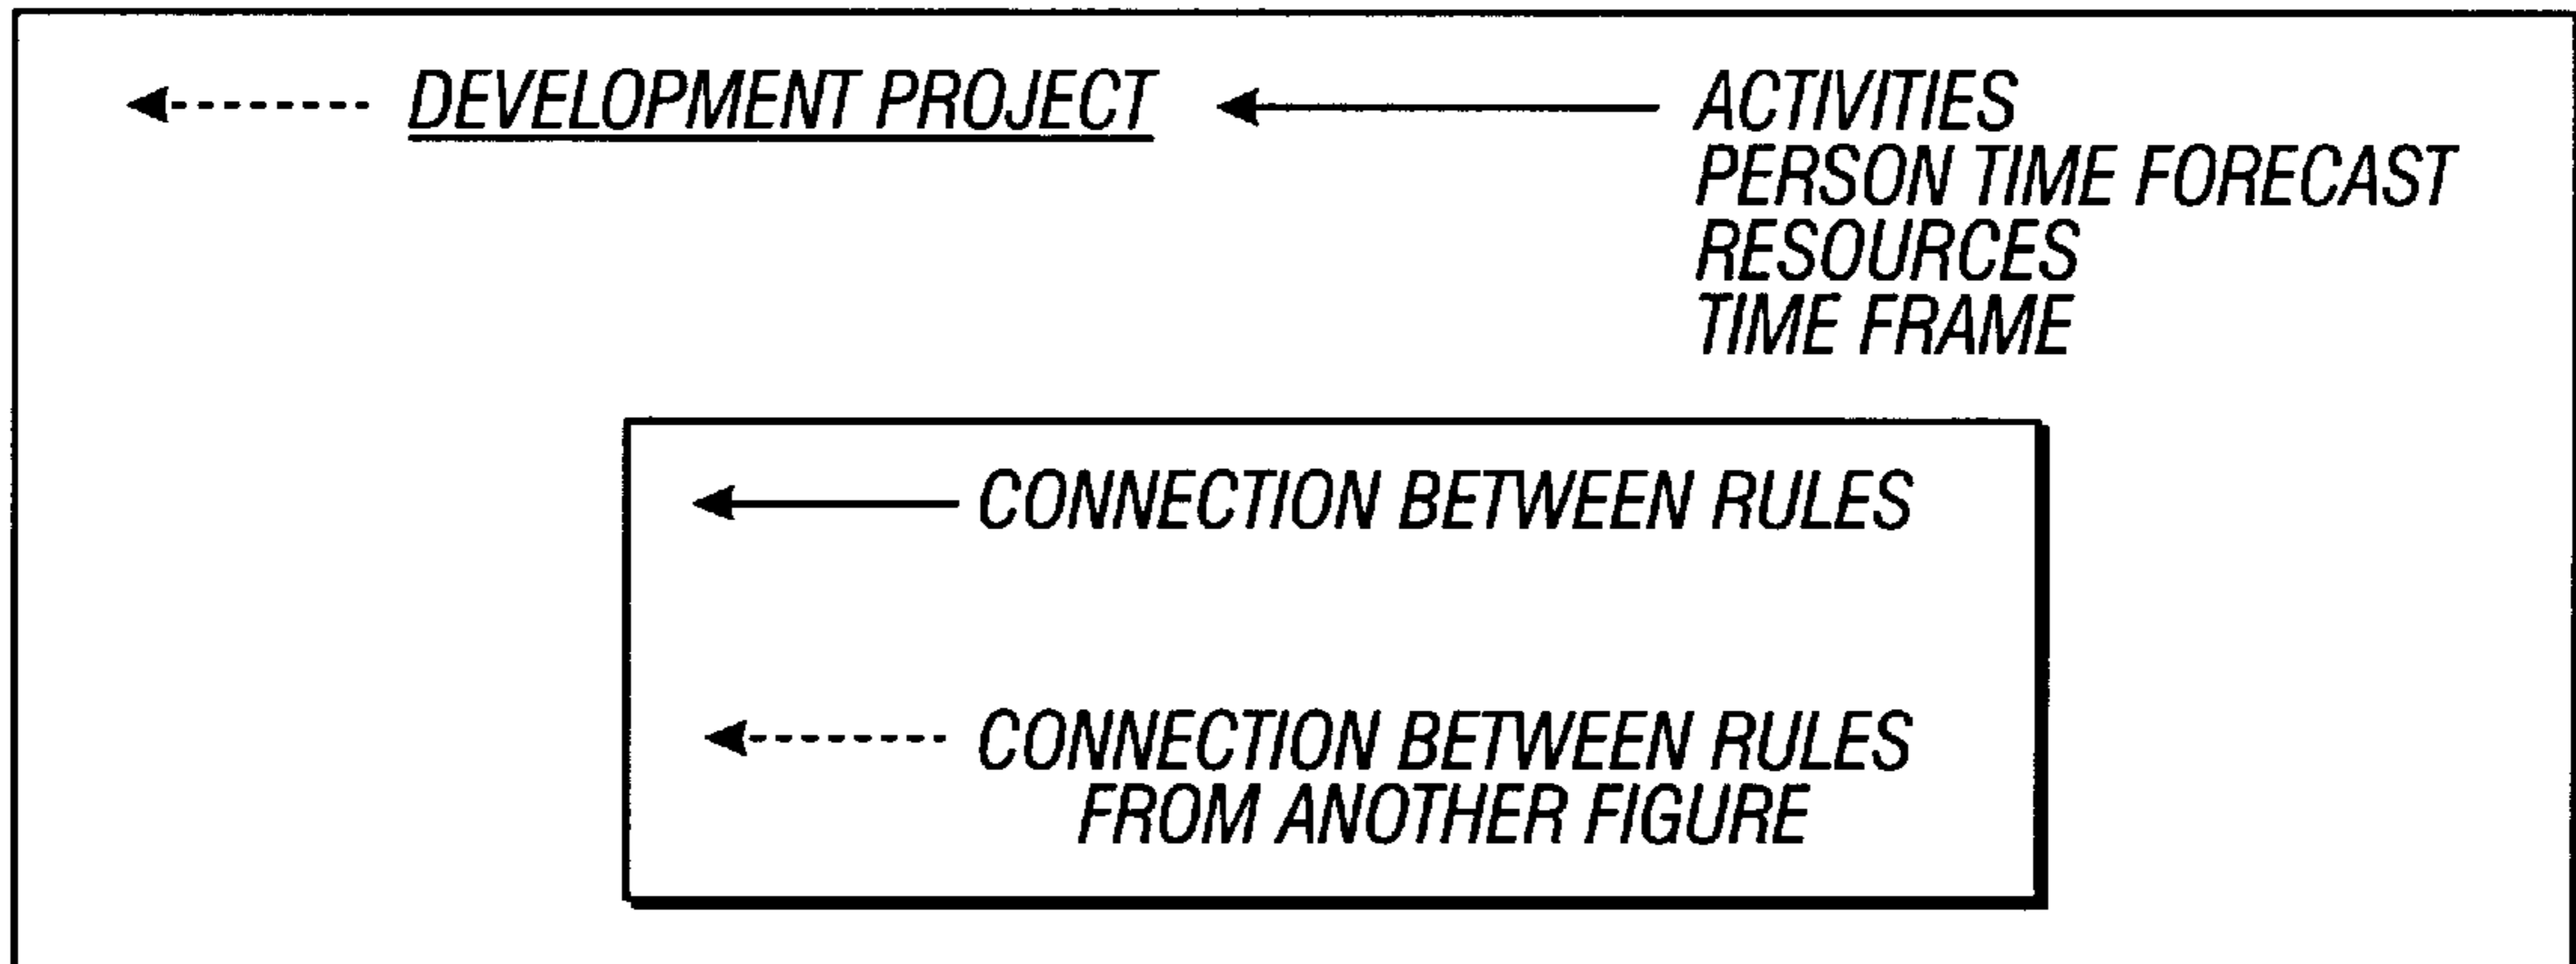 DEVELOPMENT PROJECT
ACTIVITIES
PERSON TIME FORECAST
RESOURCES
TIME FRAME
CONNECTION BETWEEN RULES
CONNECTION BETWEEN RULES
FROM ANOTHER FIGURE